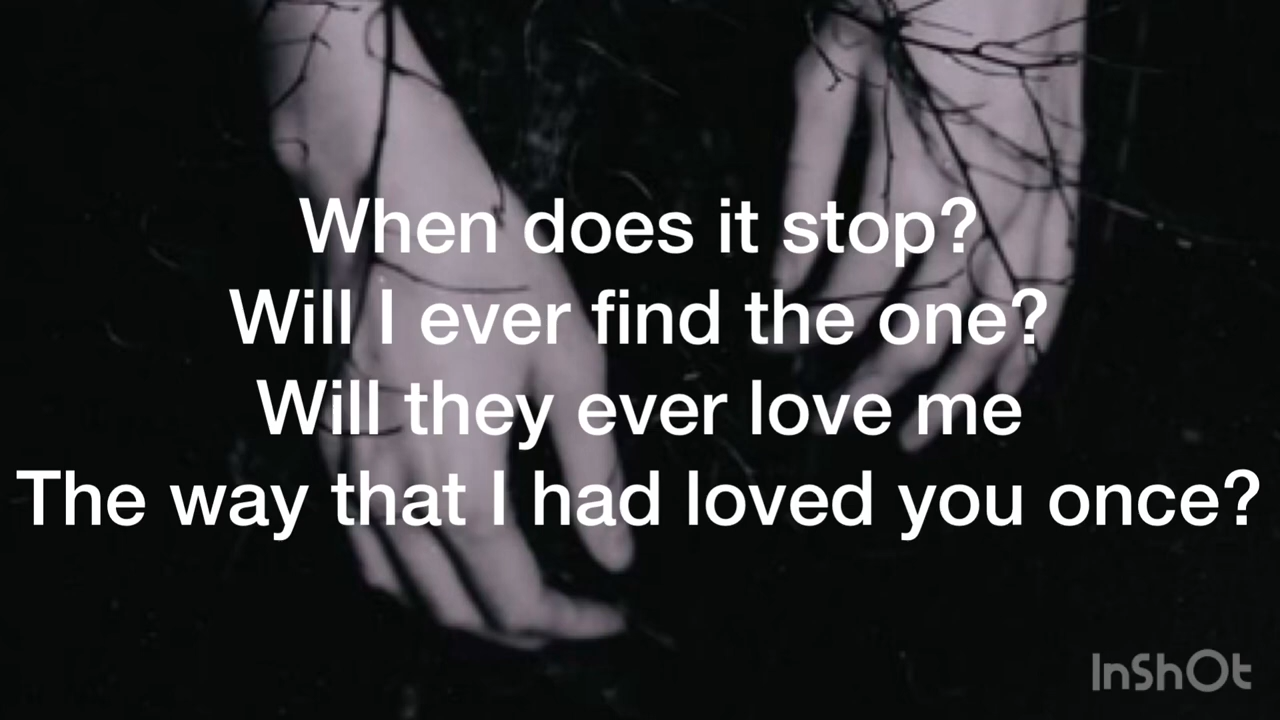 When does it stop?
Will I ever find the one?
Will they ever love me
The way that I had loved you once?
InShOt